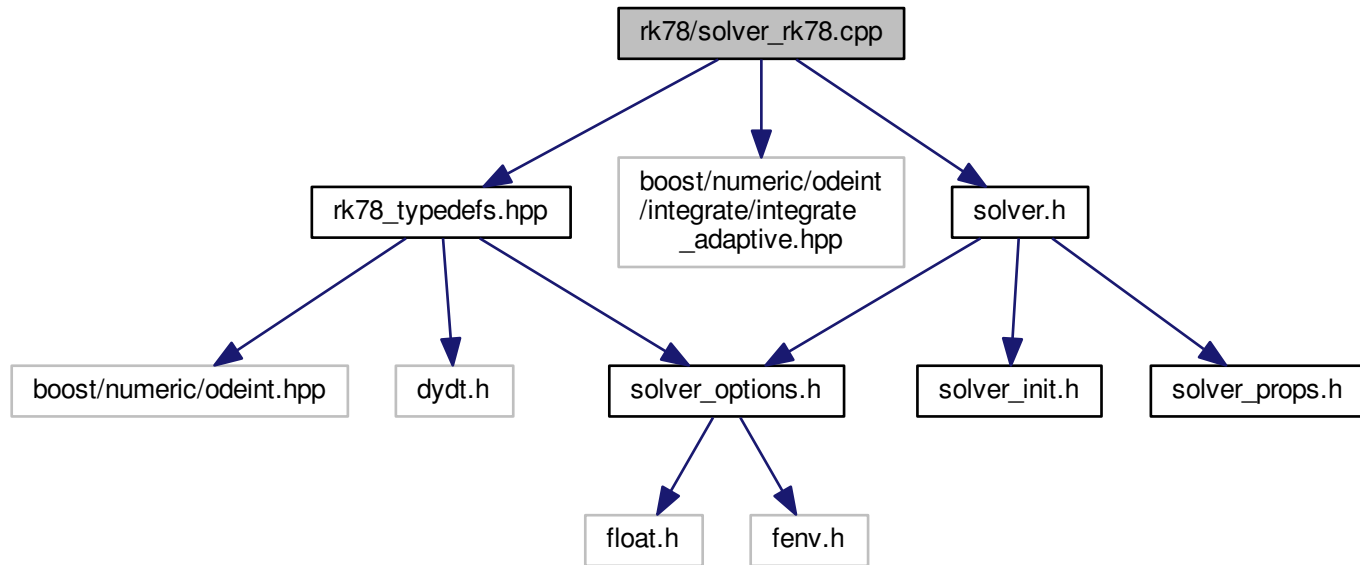 rk78/solver_rk78.cpp
rk78_typedefs.hpp
boost/numeric/odeint
/integrate/integrate
_adaptive.hpp
solver.h
boost/numeric/odeint.hpp
dydt.h
solver_options.h
solver_init.h
solver_props.h
float.h
fenv.h